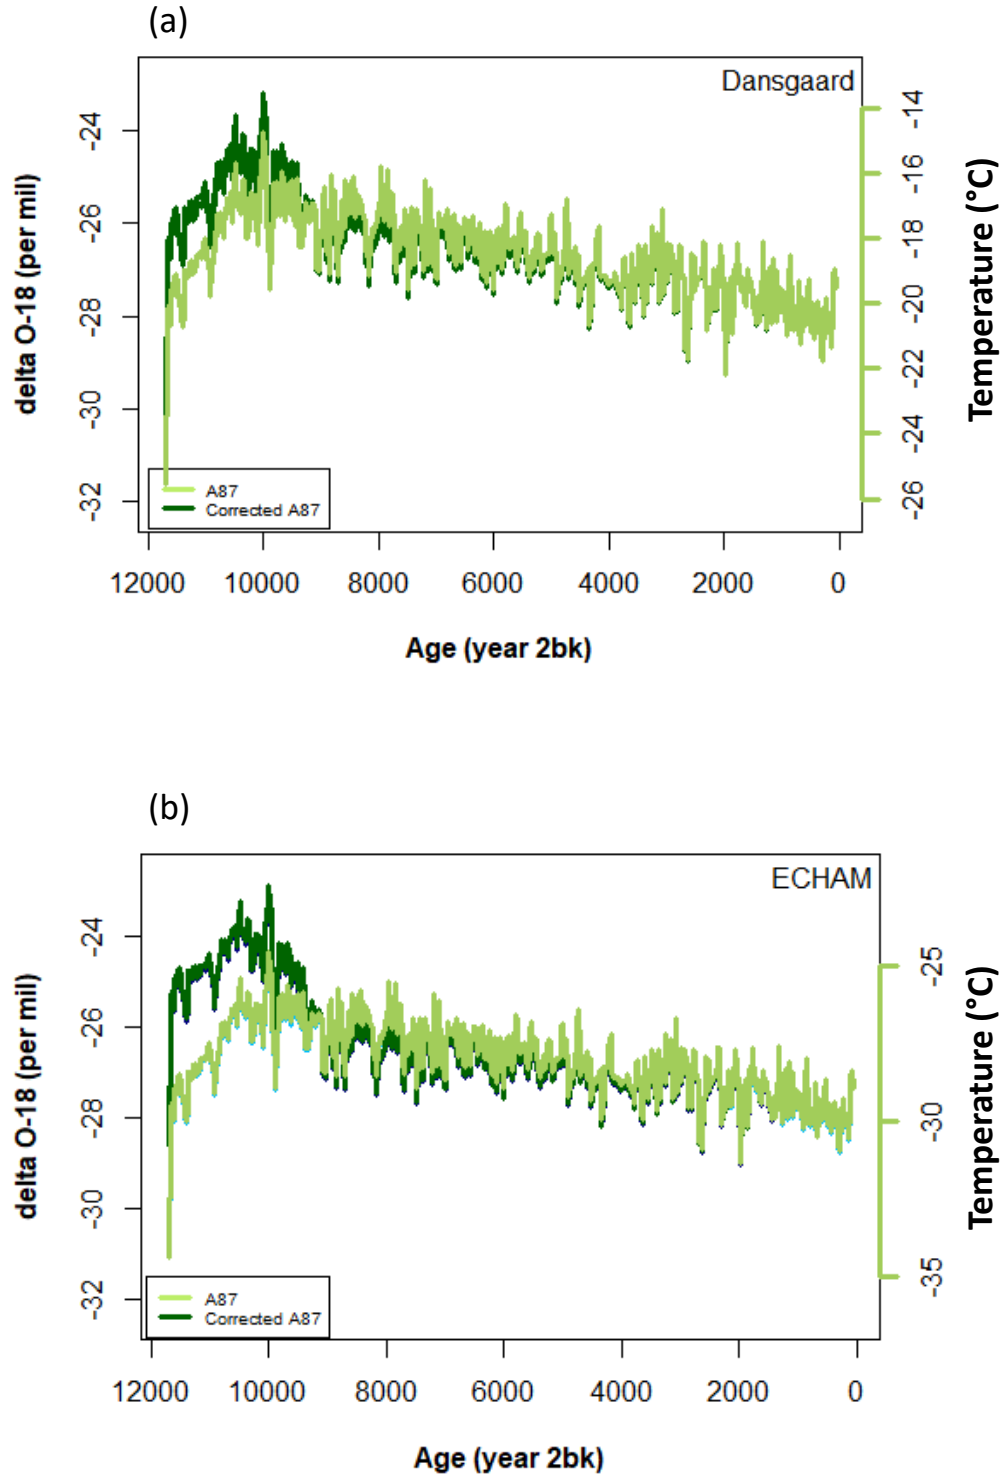 (a)
Dansgaard
delta O-18 (per mil)
-24
-26
-28
-30
-32
-14
-16
-18
-20
-22
-24
-26
Temperature (°C)
A87
Corrected A87
12000 10000 8000 6000 4000 2000 0
Age (year 2bk)
(b)
ECHAM
delta O-18 (per mil)
-24
-26
-28
-30
-32
-25
-30
-35
Temperature (°C)
A87
Corrected A87
12000 10000 8000 6000 4000 2000 0
Age (year 2bk)